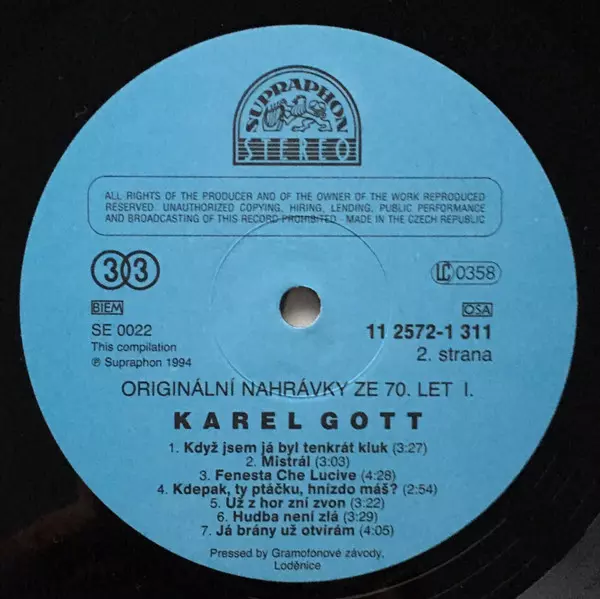 SUPRAPHON
STEREO
ALL RIGHTS OF THE PRODUCER AND OF THE OWNER OF THE WORK REPRODUCED
RESERVED. UNAUTHORIZED COPYING, HIRING, LENDING, PUBLIC PERFORMANCE
AND BROADCASTING OF THIS RECORD PROHIBITED - MADE IN THE CZECH REPUBLIC
33
LC 0358
BIEM
OSA
SE 0022
11 2572-1 311
This compilation
2. strana
℗ Supraphon 1994
ORIGINÁLNÍ NAHRÁVKY ZE 70. LET I.
KAREL GOTT
1. Když jsem já byl tenkrát kluk (3:27)
2. Mistrál (3:03)
3. Fenesta Che Lucive (4:28)
4. Kdepak, ty ptáčku, hnízdo máš? (2:54)
5. Už z hor zní zvon (3:22)
6. Hudba není zlá (3:29)
7. Já brány už otvírám (4:05)
Pressed by Gramofonové závody,
Loděnice